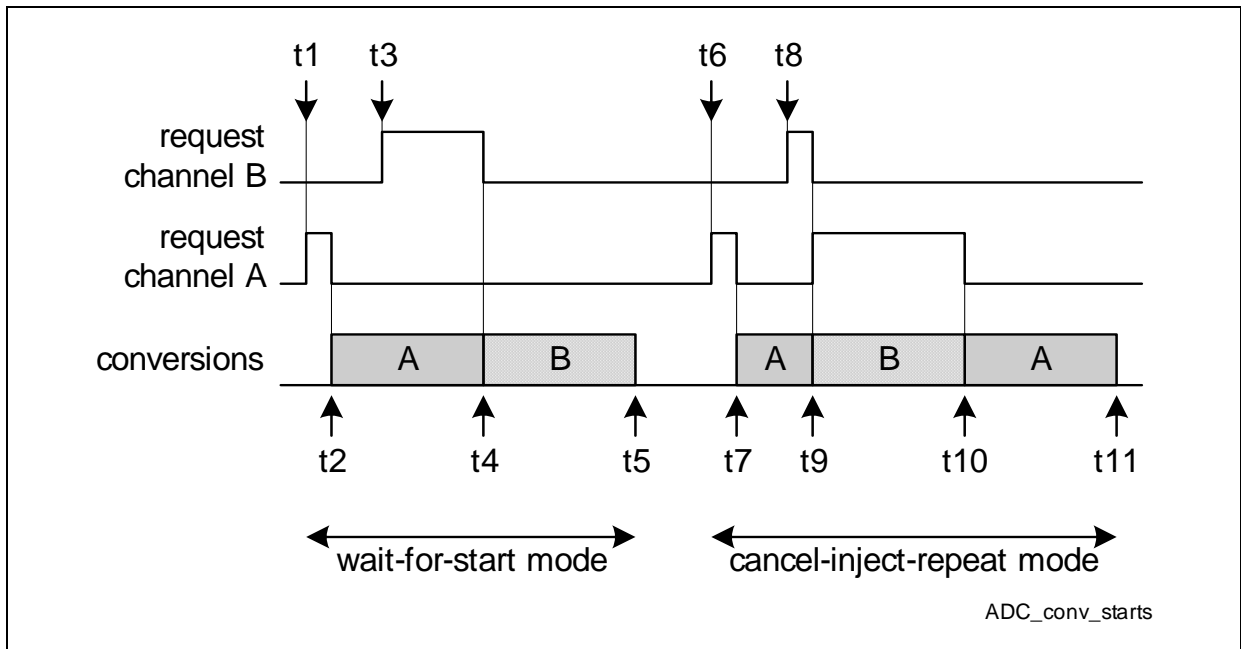 t1 t3 t6 t8
request
channel B
request
channel A
conversions A B A B A
t2 t4 t5 t7 t9 t10 t11
wait-for-start mode cancel-inject-repeat mode
ADC_conv_starts